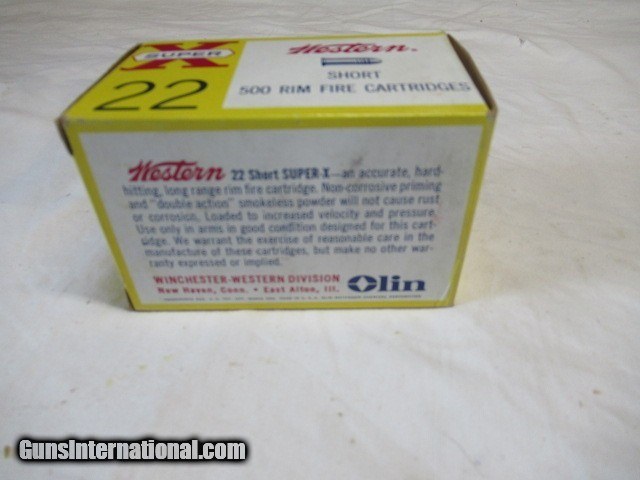 X
SUPER
22
Western.
SHORT
500 RIM FIRE CARTRIDGES
Western 22 Short SUPER-X—an accurate, hard-
hitting, long range rim fire cartridge. Non-corrosive priming
and "double action" smokeless powder will not cause rust
or corrosion. Loaded to increased velocity and pressure.
Use only in arms in good condition designed for this cart-
ridge. We warrant the exercise of reasonable care in the
manufacture of these cartridges, but make no other war-
ranty expressed or implied.
WINCHESTER-WESTERN DIVISION
New Haven, Conn. • East Alton, Ill.
Olin
GunsInternational.com